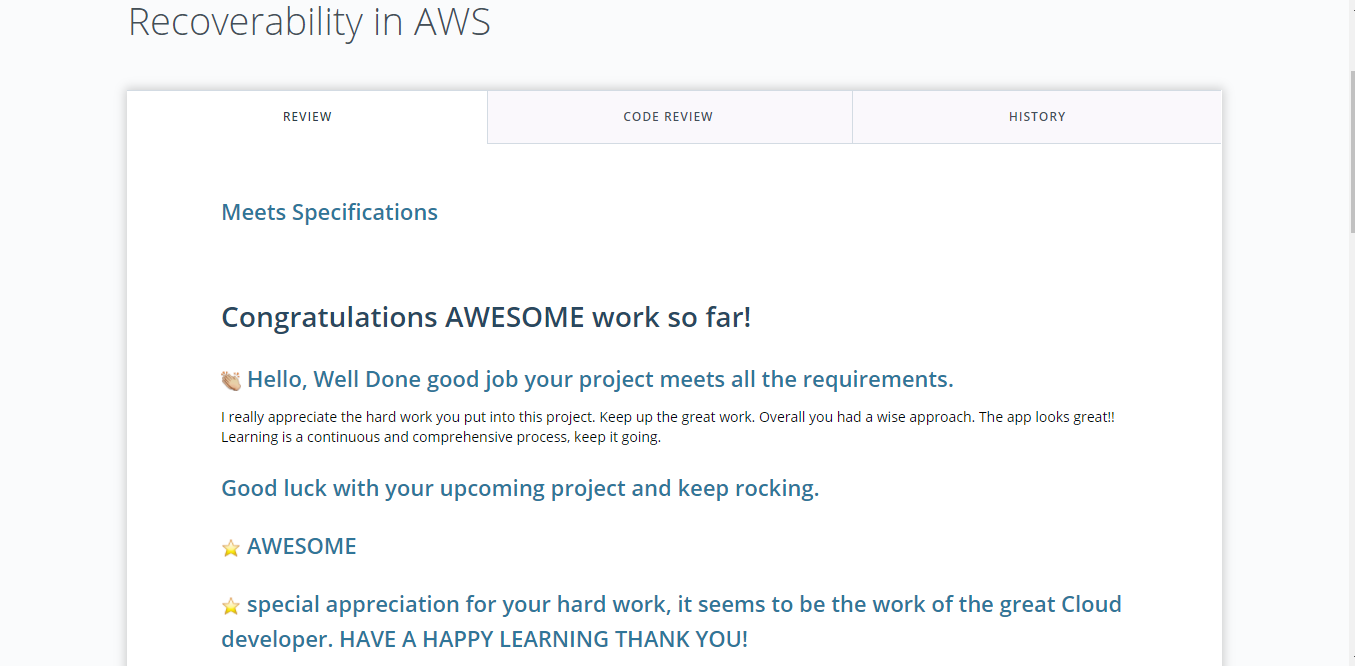 Recoverability in AWS
REVIEW
CODE REVIEW
HISTORY
Meets Specifications
Congratulations AWESOME work so far!
👏🏼 Hello, Well Done good job your project meets all the requirements.
I really appreciate the hard work you put into this project. Keep up the great work. Overall you had a wise approach. The app looks great!!
Learning is a continuous and comprehensive process, keep it going.
Good luck with your upcoming project and keep rocking.
⭐ AWESOME
⭐ special appreciation for your hard work, it seems to be the work of the great Cloud
developer. HAVE A HAPPY LEARNING THANK YOU!